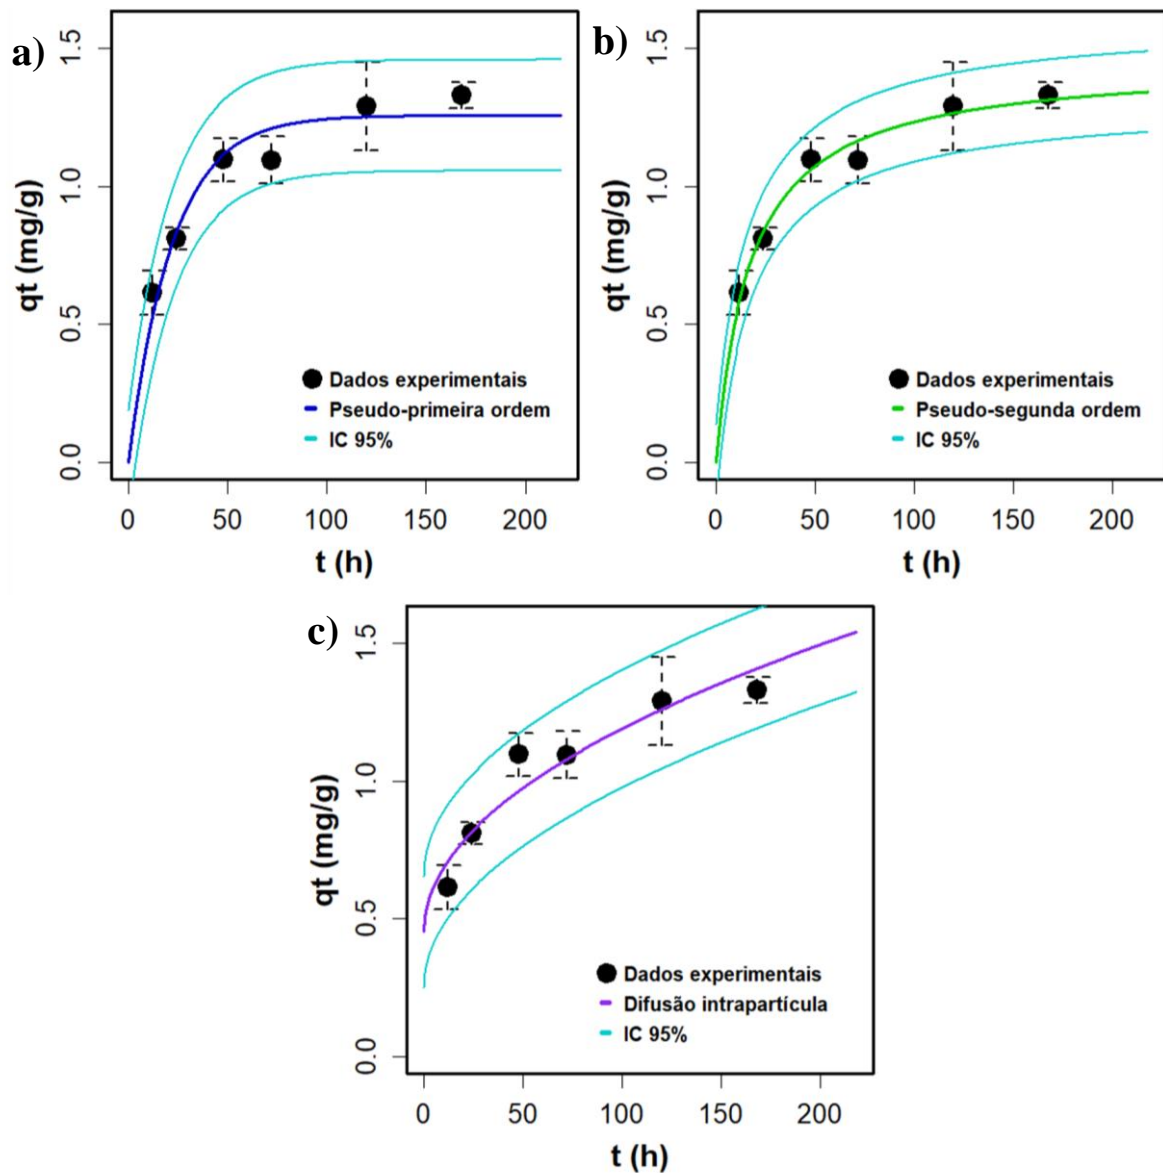 a)
qt (mg/g)
1.5
1.0
0.5
0.0
Dados experimentais
Pseudo-primeira ordem
IC 95%
0 50 100 150 200
t (h)
b)
qt (mg/g)
1.5
1.0
0.5
0.0
Dados experimentais
Pseudo-segunda ordem
IC 95%
0 50 100 150 200
t (h)
c)
qt (mg/g)
1.5
1.0
0.5
0.0
Dados experimentais
Difusão intrapartícula
IC 95%
0 50 100 150 200
t (h)